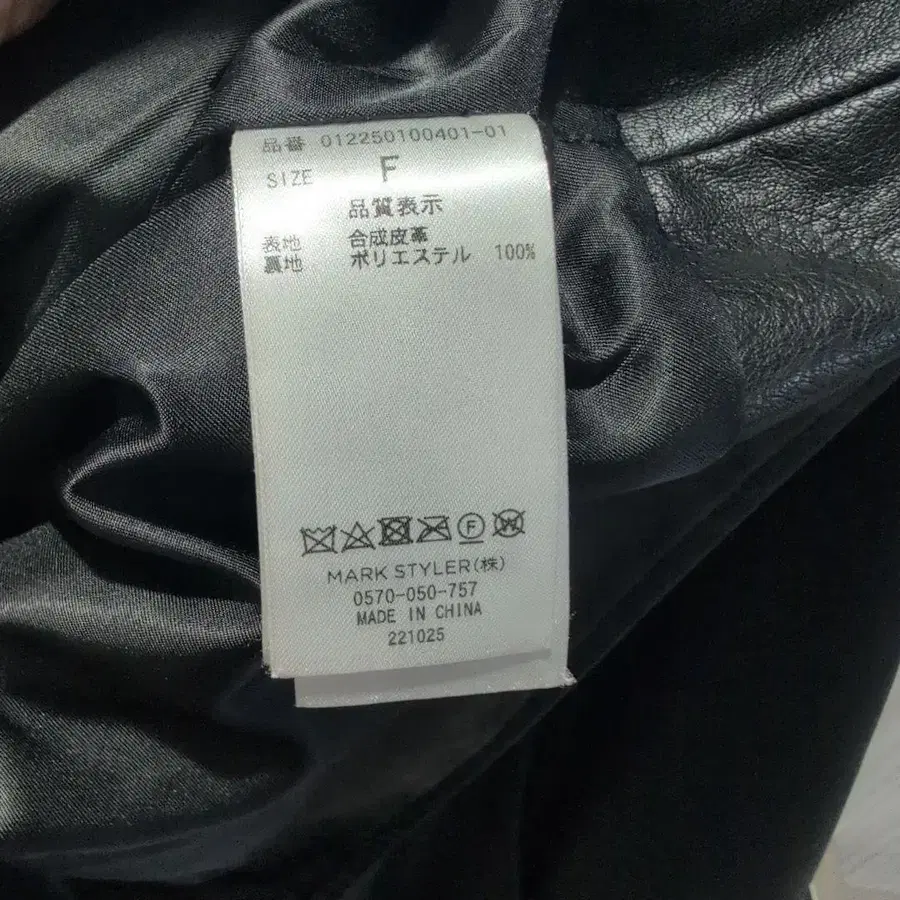 品番 012250100401-01
SIZE F
品質表示
表地 合成皮革
裏地 ポリエステル 100%
MARK STYLER(株)
0570-050-757
MADE IN CHINA
221025